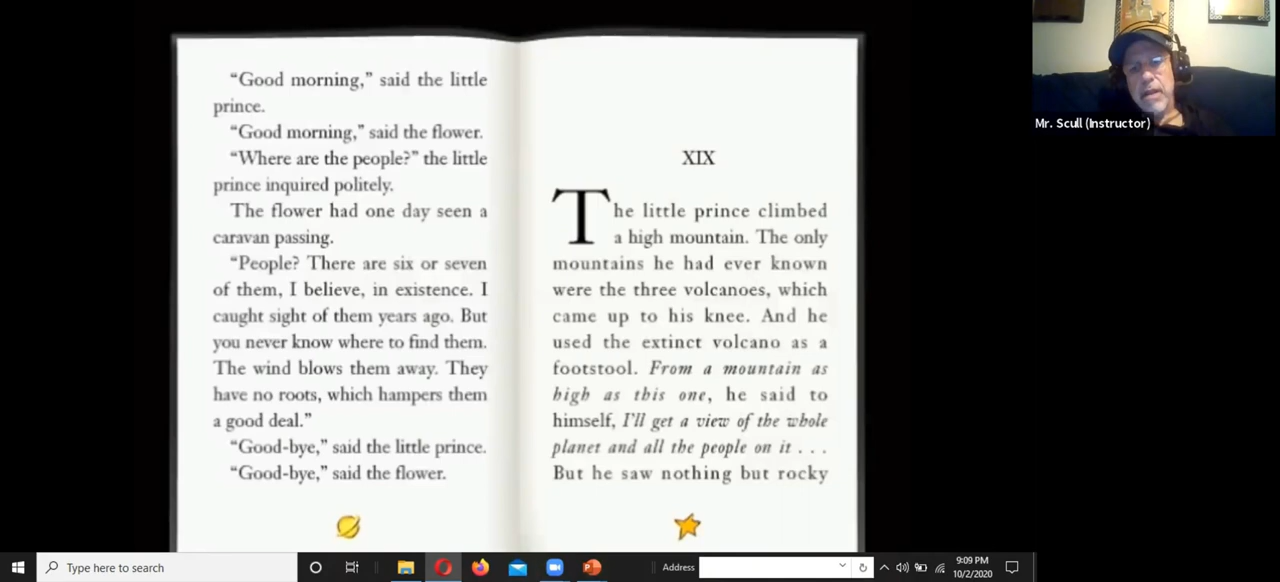 “Good morning,” said the little
prince.
“Good morning,” said the flower.
“Where are the people?” the little
prince inquired politely.
The flower had one day seen a
caravan passing.
“People? There are six or seven
of them, I believe, in existence. I
caught sight of them years ago. But
you never know where to find them.
The wind blows them away. They
have no roots, which hampers them
a good deal.”
“Good-bye,” said the little prince.
“Good-bye,” said the flower.
XIX
The little prince climbed
a high mountain. The only
mountains he had ever known
were the three volcanoes, which
came up to his knee. And he
used the extinct volcano as a
footstool. From a mountain as
high as this one, he said to
himself, I’ll get a view of the whole
planet and all the people on it . . .
But he saw nothing but rocky
Mr. Scull (Instructor)
Type here to search
Address
9:09 PM
10/2/2020